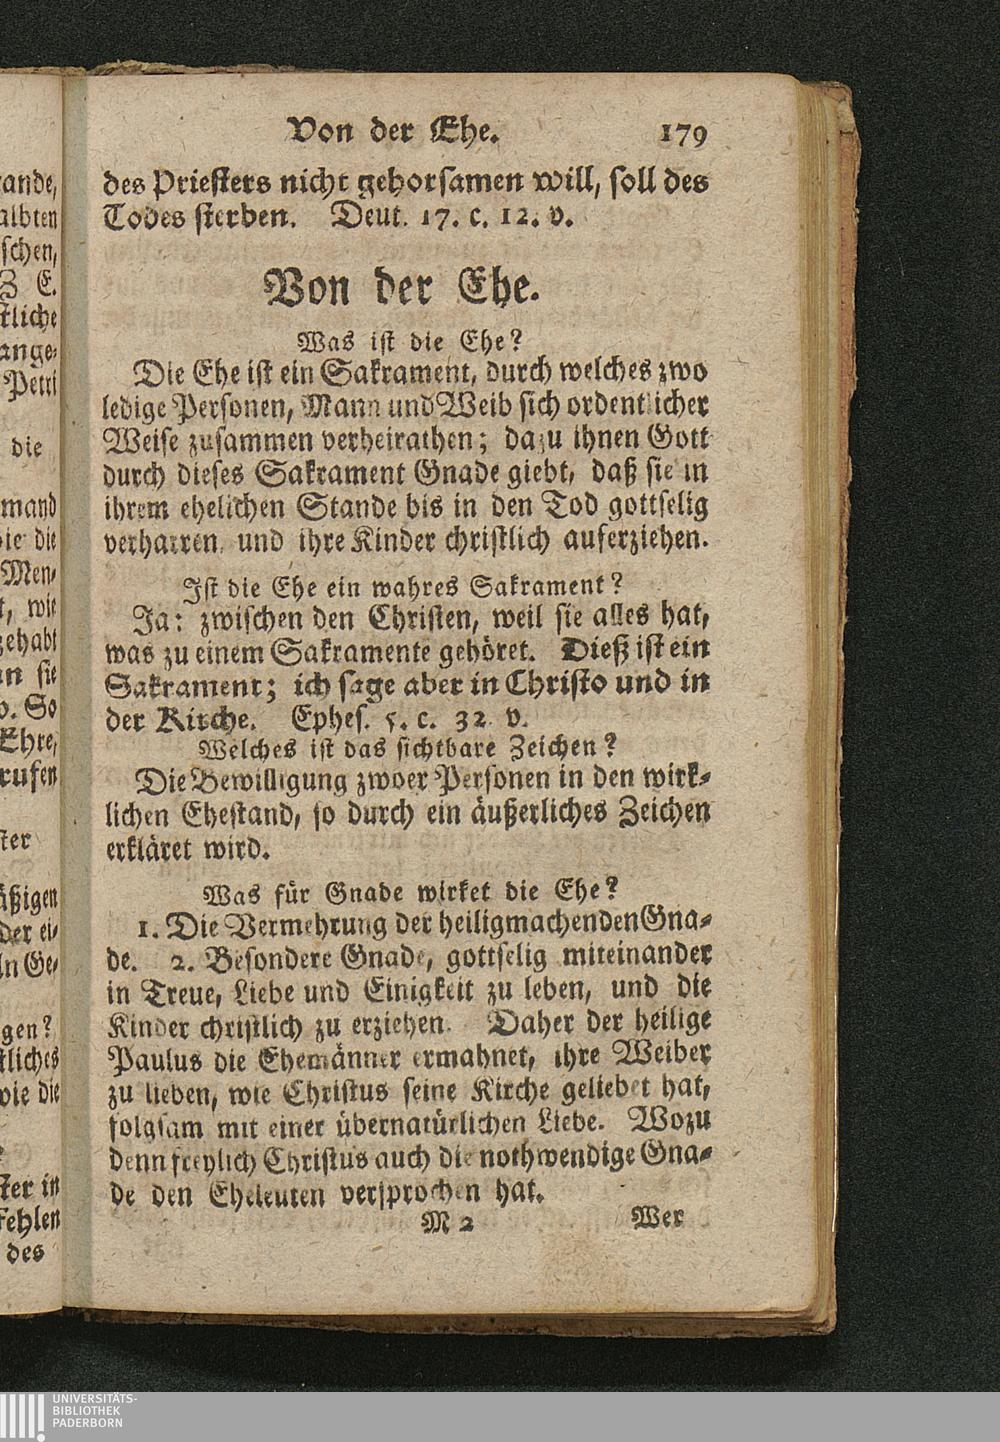 Von der Ehe. 179
des Priesters nicht gehorsamen will, soll des
Todes sterben. Deut. 17. c. 12. v.
Von der Ehe.
Was ist die Ehe?
Die Ehe ist ein Sakrament, durch welches zwo
ledige Personen, Mann und Weib sich ordentlicher
Weise zusammen verheirathen; dazu ihnen Gott
durch dieses Sakrament Gnade giebt, daß sie in
ihrem ehelichen Stande bis in den Tod gottselig
verharren, und ihre Kinder christlich auferziehen.
Ist die Ehe ein wahres Sakrament?
Ja: zwischen den Christen, weil sie alles hat,
was zu einem Sakramente gehöret. Dieß ist ein
Sakrament; ich sage aber in Christo und in
der Kirche. Ephes. 5. c. 32. v.
Welches ist das sichtbare Zeichen?
Die Bewilligung zwoer Personen in den wirk-
lichen Ehestand, so durch ein äußerliches Zeichen
erkläret wird.
Was für Gnade wirket die Ehe?
1. Die Vermehrung der heiligmachenden Gna-
de. 2. Besondere Gnade, gottselig miteinander
in Treue, Liebe und Einigkeit zu leben, und die
Kinder christlich zu erziehen. Daher der heilige
Paulus die Ehemänner ermahnet, ihre Weiber
zu lieben, wie Christus seine Kirche geliebet hat,
folgsam mit einer übernatürlichen Liebe. Wozu
denn freylich Christus auch die nothwendige Gna-
de den Eheleuten versprochen hat.
M 2 Wer
UNIVERSITÄTS-
BIBLIOTHEK
PADERBORN